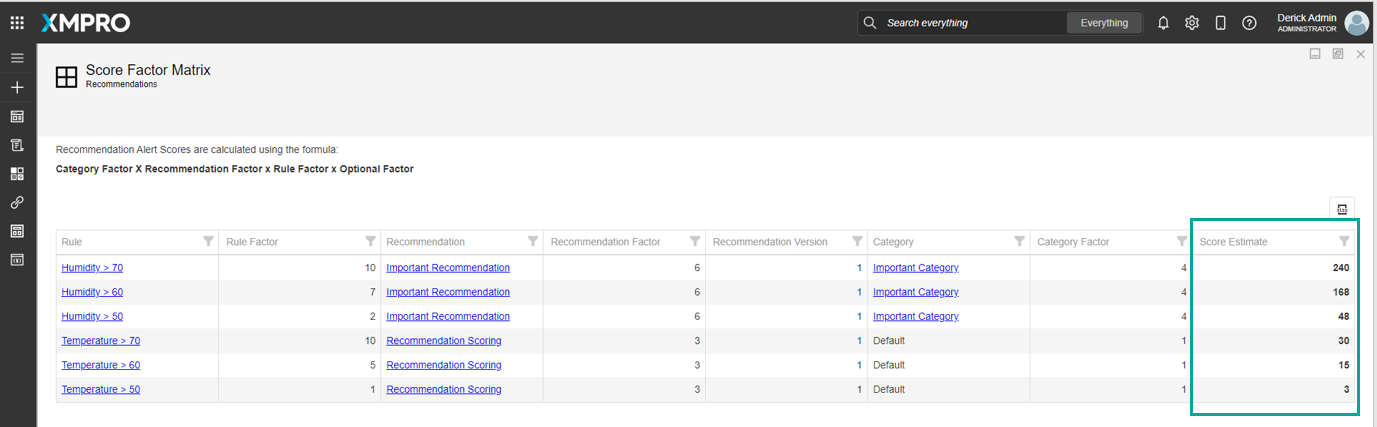 XMPRO
Search everything
Everything
Derick Admin
ADMINISTRATOR
Score Factor Matrix
Recommendations
Recommendation Alert Scores are calculated using the formula:
Category Factor X Recommendation Factor x Rule Factor x Optional Factor
Rule Rule Factor Recommendation Recommendation Factor Recommendation Version Category Category Factor Score Estimate
Humidity > 70 10 Important Recommendation 6 1 Important Category 4 240
Humidity > 60 7 Important Recommendation 6 1 Important Category 4 168
Humidity > 50 2 Important Recommendation 6 1 Important Category 4 48
Temperature > 70 10 Recommendation Scoring 3 1 Default 1 30
Temperature > 60 5 Recommendation Scoring 3 1 Default 1 15
Temperature > 50 1 Recommendation Scoring 3 1 Default 1 3